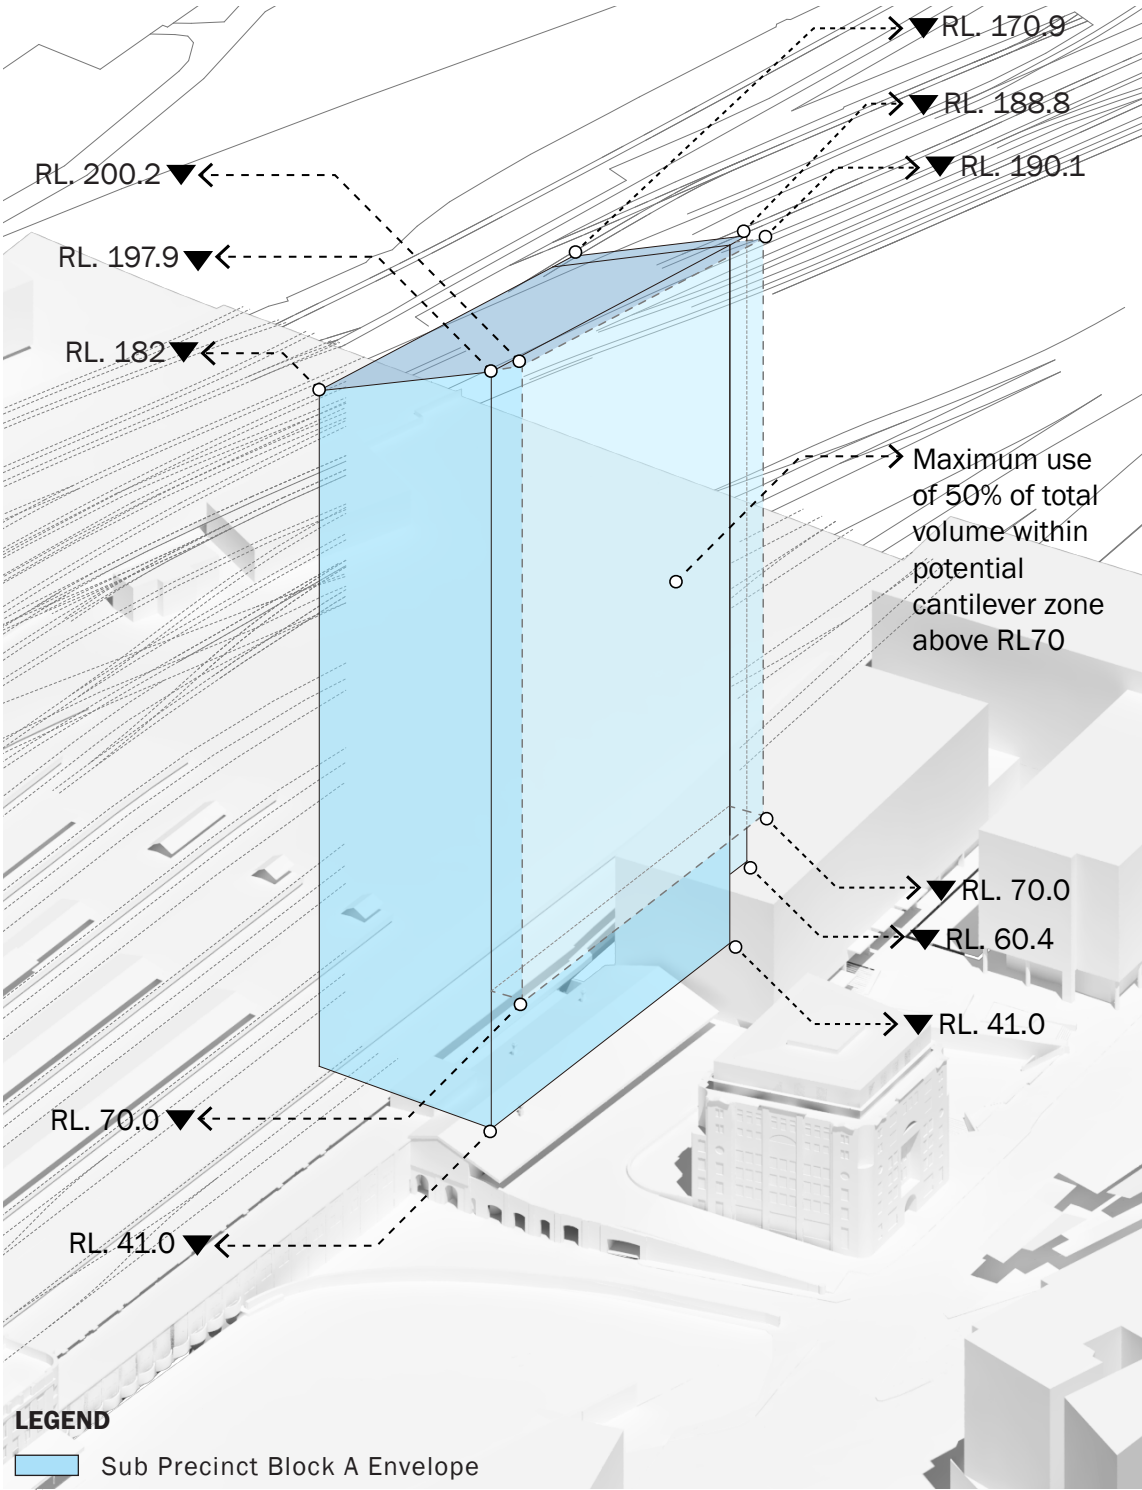 RL. 170.9
RL. 188.8
RL. 190.1
RL. 200.2
RL. 197.9
RL. 182
Maximum use
of 50% of total
volume within
potential
cantilever zone
above RL70
RL. 70.0
RL. 60.4
RL. 41.0
RL. 70.0
RL. 41.0
LEGEND
Sub Precinct Block A Envelope